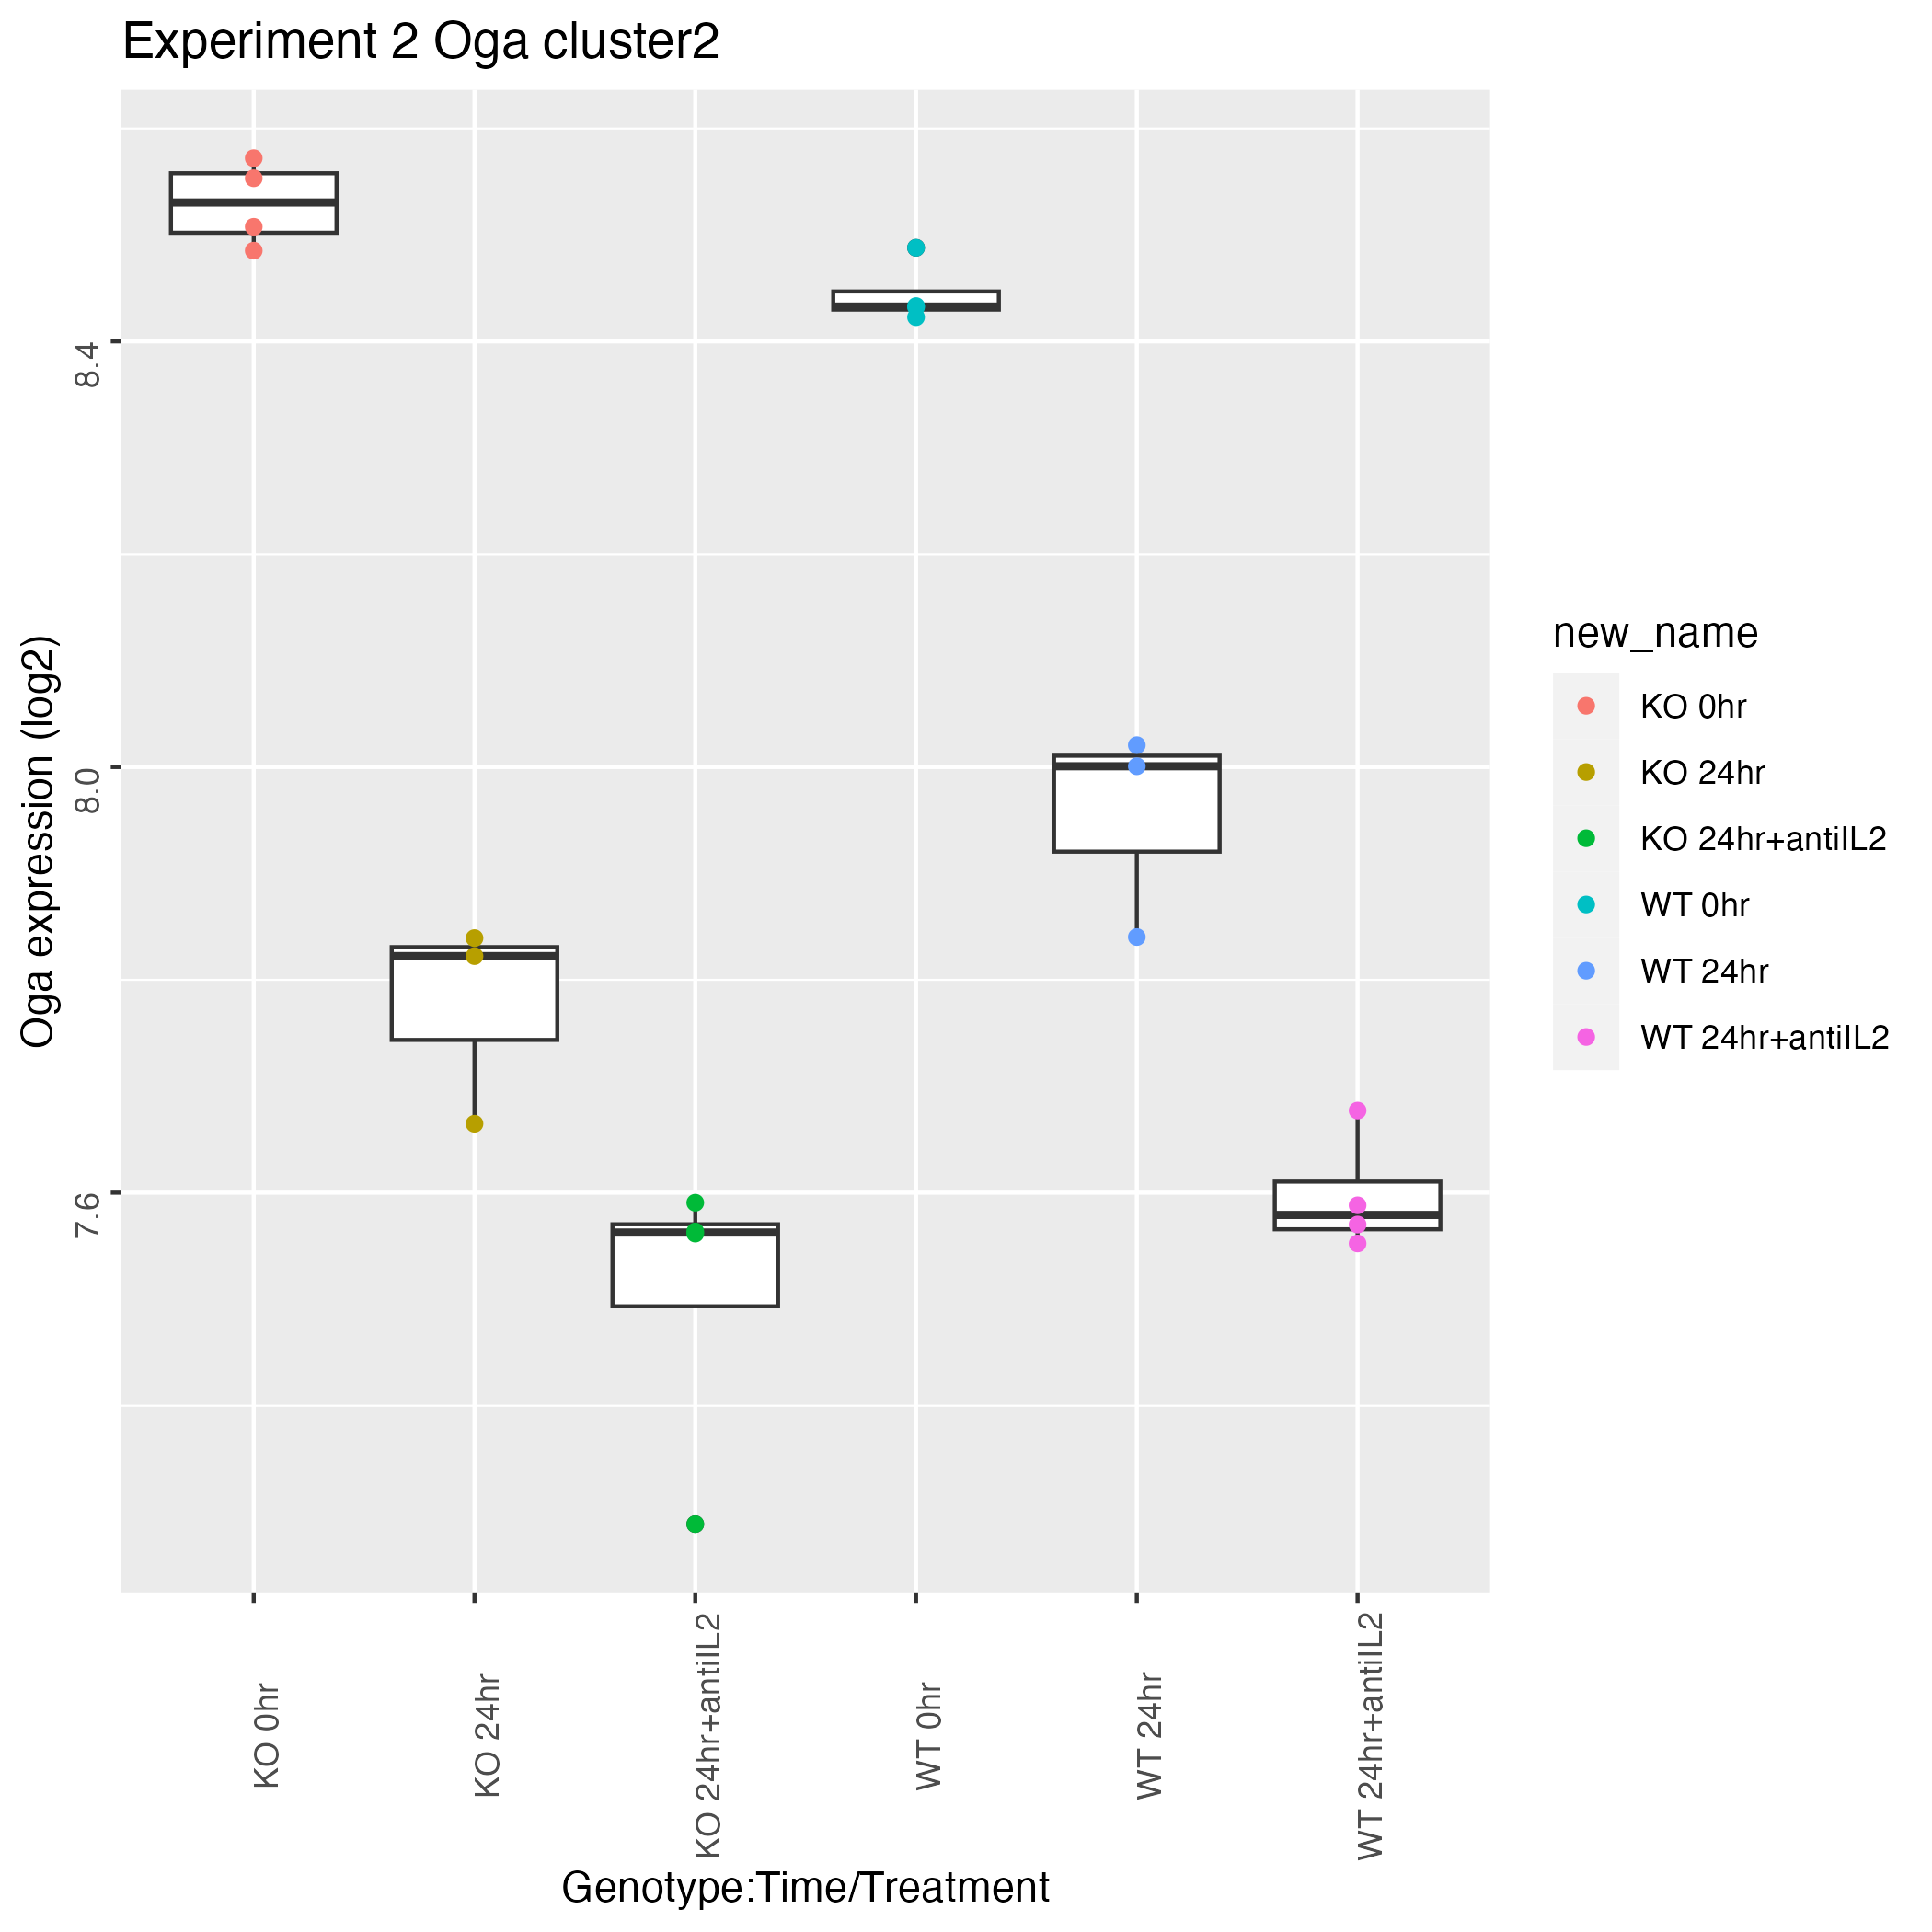 Experiment 2 Oga cluster2
Oga expression (log2)
8.4
8.0
7.6
KO 0hr
KO 24hr
KO 24hr+antiIL2
WT 0hr
WT 24hr
WT 24hr+antiIL2
Genotype:Time/Treatment
new_name
KO 0hr
KO 24hr
KO 24hr+antiIL2
WT 0hr
WT 24hr
WT 24hr+antiIL2